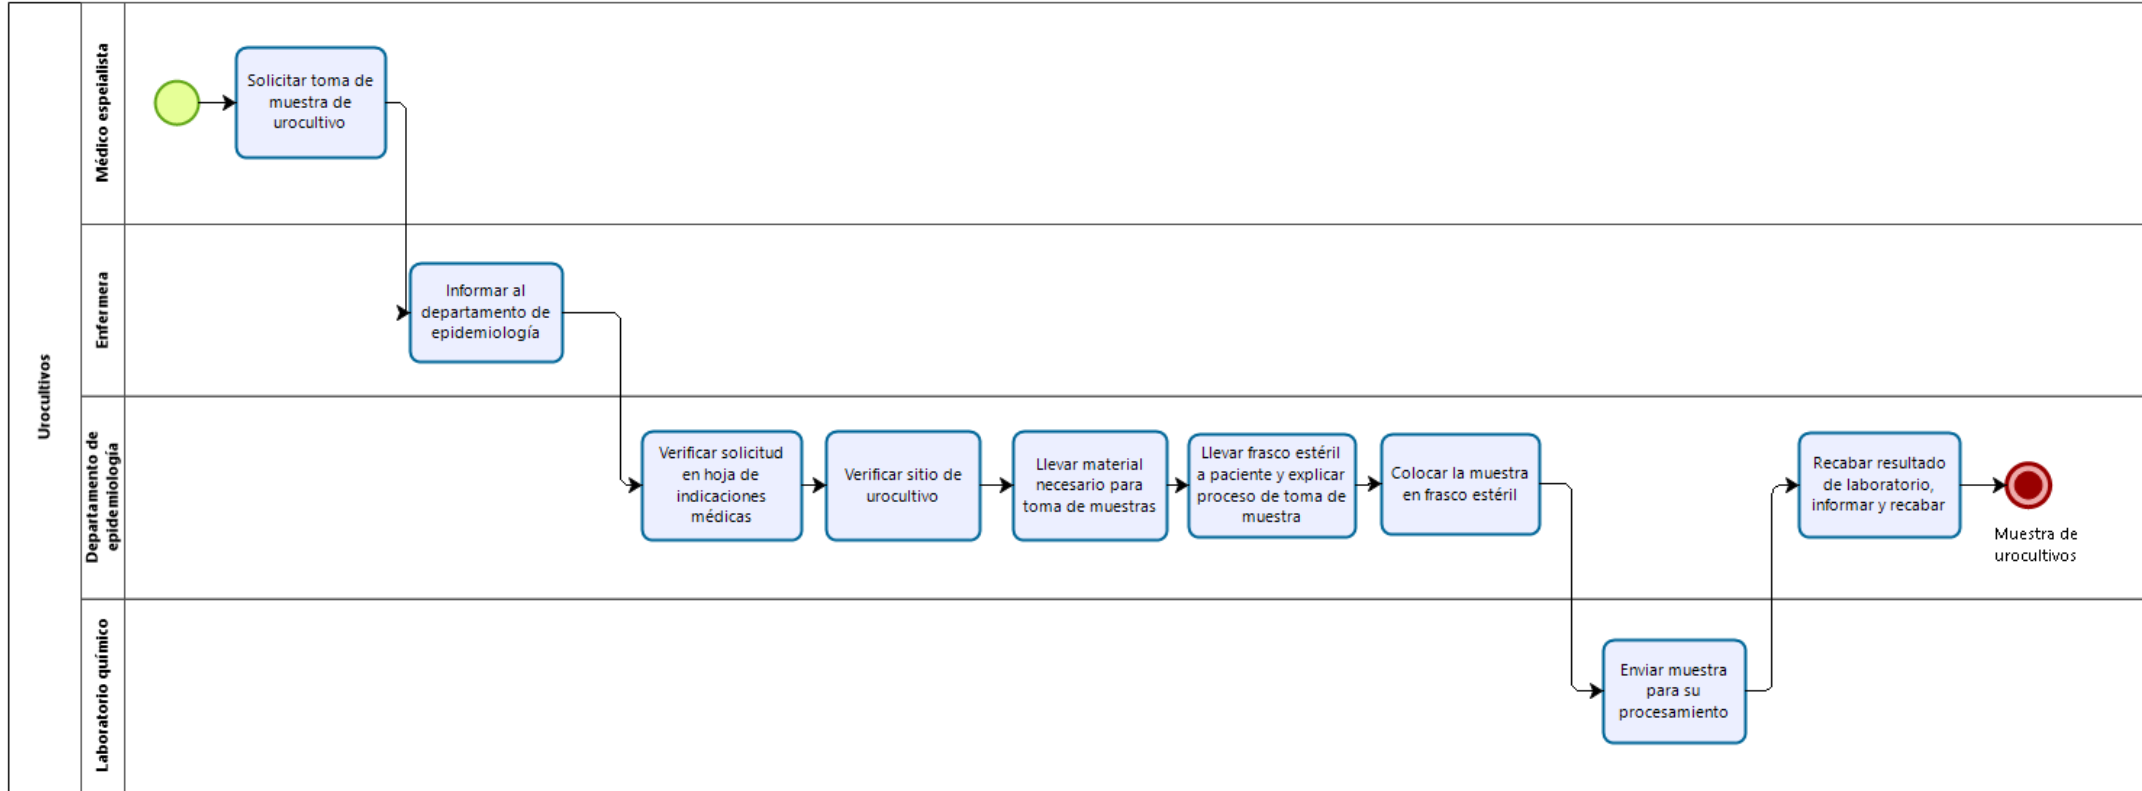 Urocultivos
Médico espeialista
Solicitar toma de
muestra de
urocultivo
Enfermera
Informar al
departamento de
epidemiología
Departamento de
epidemiología
Verificar solicitud
en hoja de
indicaciones
médicas
Verificar sitio de
urocultivo
Llevar material
necesario para
toma de muestras
Llevar frasco estéril
a paciente y explicar
proceso de toma de
muestra
Colocar la muestra
en frasco estéril
Recabar resultado
de laboratorio,
informar y recabar
Muestra de
urocultivos
Laboratorio químico
Enviar muestra
para su
procesamiento